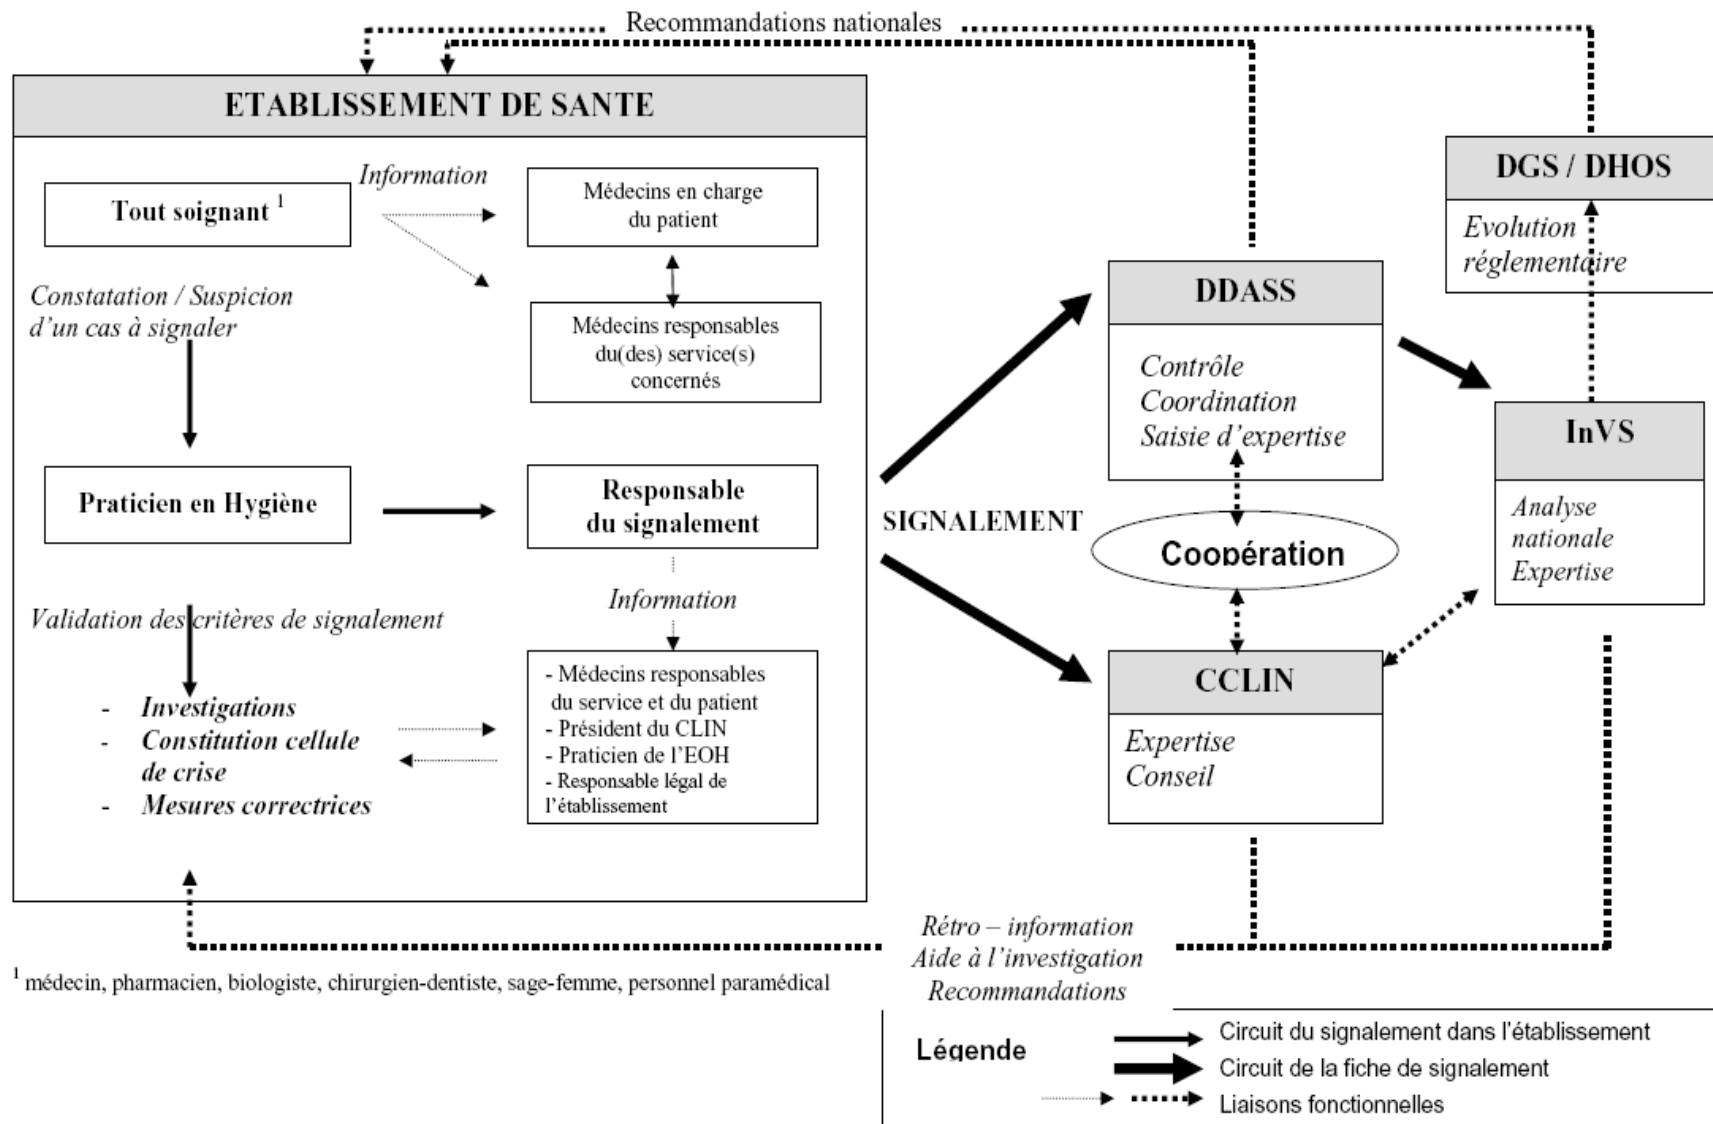 Recommandations nationales
ETABLISSEMENT DE SANTE
Tout soignant 1
Information
Médecins en charge
du patient
Constatation / Suspicion
d'un cas à signaler
Médecins responsables
du(des) service(s)
concernés
Praticien en Hygiène
Responsable
du signalement
Information
Validation des critères de signalement
- Investigations
- Constitution cellule
de crise
- Mesures correctrices
- Médecins responsables
du service et du patient
- Président du CLIN
- Praticien de l'EOH
- Responsable légal de
l'établissement
SIGNALEMENT
DDASS
Contrôle
Coordination
Saisie d'expertise
Coopération
CCLIN
Expertise
Conseil
DGS / DHOS
Evolution
réglementaire
InVS
Analyse
nationale
Expertise
Rétro – information
Aide à l'investigation
Recommandations
1 médecin, pharmacien, biologiste, chirurgien-dentiste, sage-femme, personnel paramédical
Légende
Circuit du signalement dans l'établissement
Circuit de la fiche de signalement
Liaisons fonctionnelles